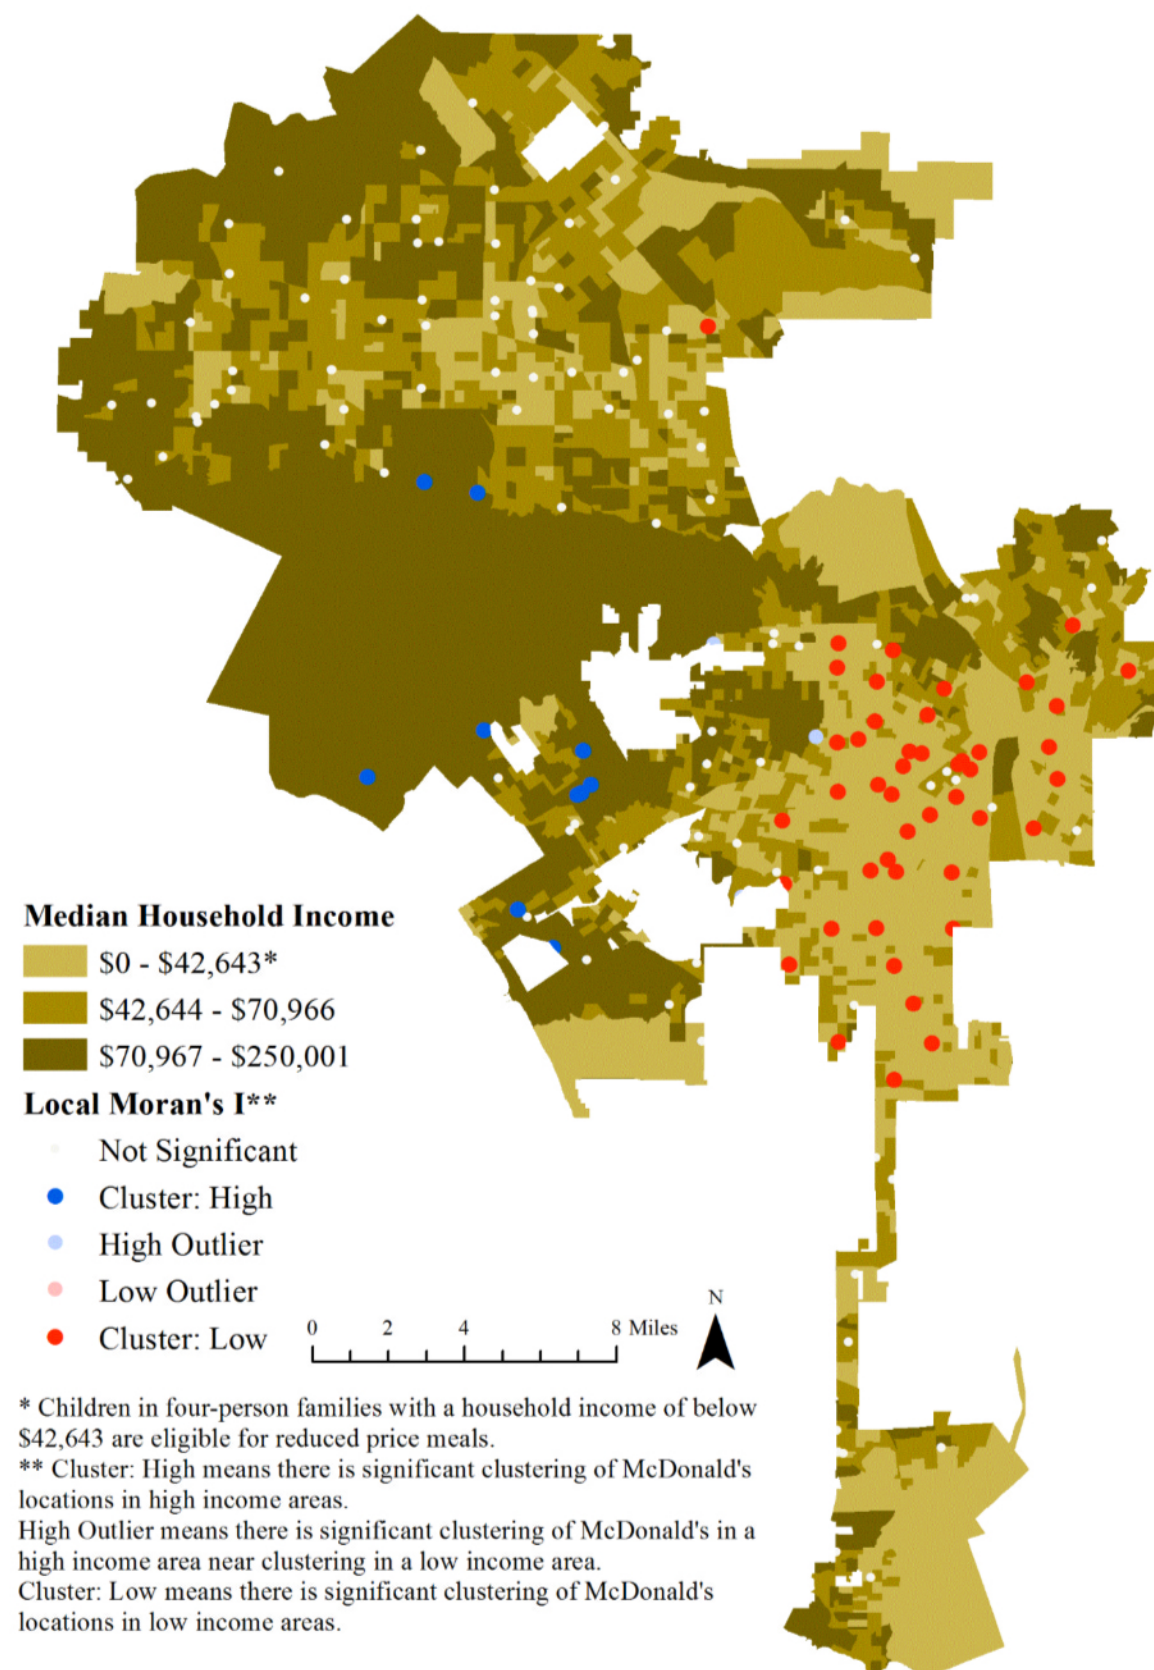 Median Household Income
$0 - $42,643*
$42,644 - $70,966
$70,967 - $250,001
Local Moran's I**
Not Significant
Cluster: High
High Outlier
Low Outlier
Cluster: Low
N
0 2 4 8 Miles
* Children in four-person families with a household income of below
$42,643 are eligible for reduced price meals.
** Cluster: High means there is significant clustering of McDonald's
locations in high income areas.
High Outlier means there is significant clustering of McDonald's in a
high income area near clustering in a low income area.
Cluster: Low means there is significant clustering of McDonald's
locations in low income areas.